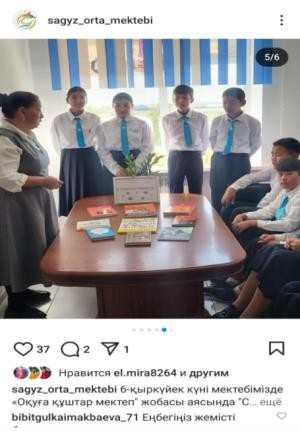 sagyz_orta_mektebi
5/6
37 2 1
Нравится el.mira8264 и другим
sagyz_orta_mektebi 6-қыркүйек күні мектебімізде
«Оқуға құштар мектеп" жобасы аясында "С... ещё
bibitgulkaimakbaeva_71 Еңбегіңіз жемісті